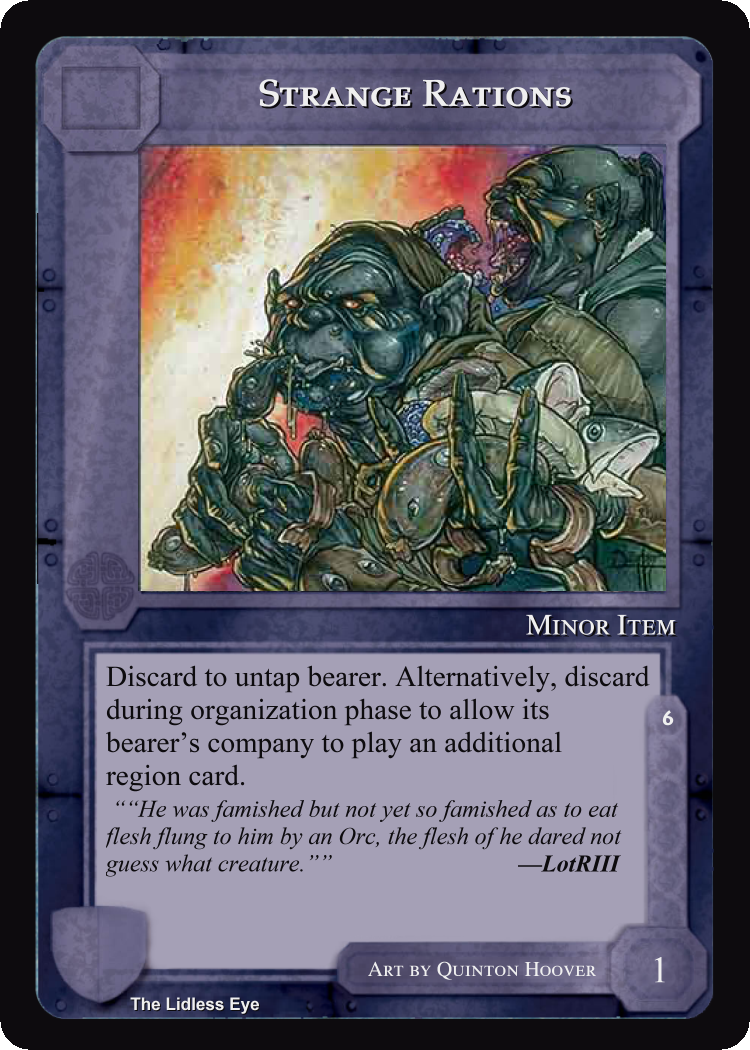 Strange Rations
Minor Item
Discard to untap bearer. Alternatively, discard
during organization phase to allow its
bearer's company to play an additional
region card.
6
““He was famished but not yet so famished as to eat
flesh flung to him by an Orc, the flesh of he dared not
guess what creature.”” —LotRIII
Art by Quinton Hoover
1
The Lidless Eye